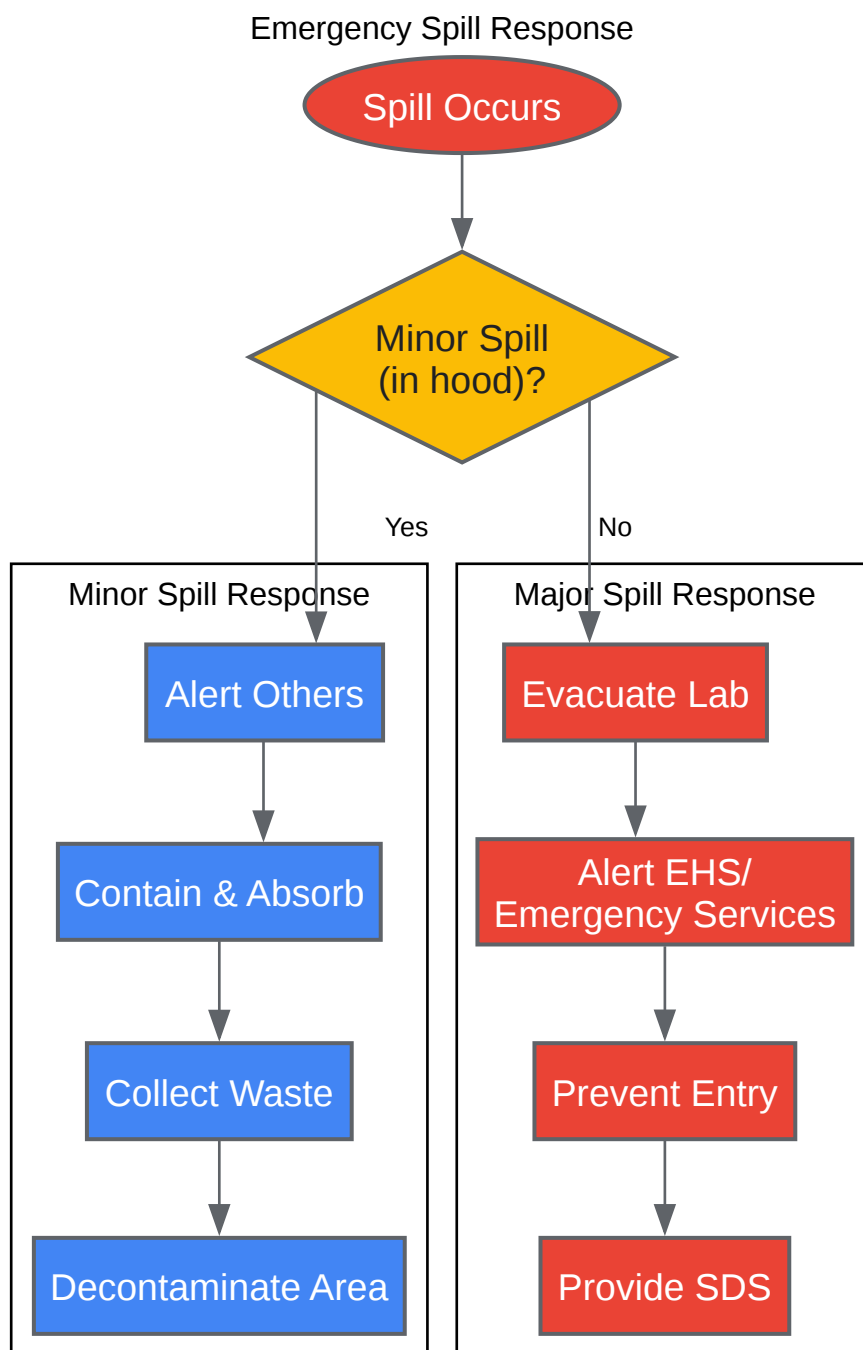 Emergency Spill Response
Spill Occurs
Minor Spill
(in hood)?
Yes
No
Minor Spill Response
Alert Others
Contain & Absorb
Collect Waste
Decontaminate Area
Major Spill Response
Evacuate Lab
Alert EHS/
Emergency Services
Prevent Entry
Provide SDS